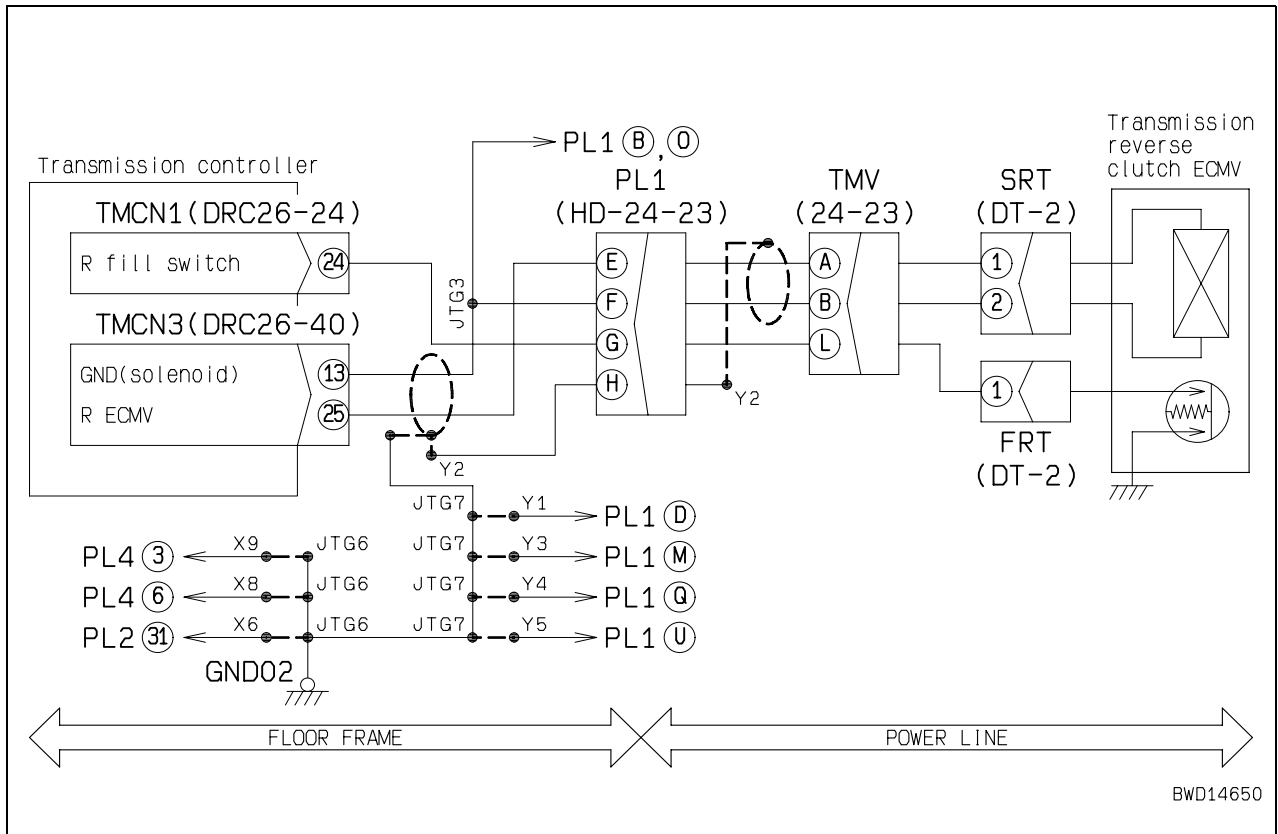 PL1 B, O
Transmission reverse clutch ECMV
Transmission controller
PL1
(HD-24-23)
TMV
(24-23)
SRT
(DT-2)
TMCN1(DRC26-24)
R fill switch 24
TMCN3(DRC26-40)
GND(solenoid) 13
R ECMV 25
JTG3
E
F
G
H
A
B
L
1
2
1
FRT
(DT-2)
Y2
Y2
JTG7 Y1 PL1 D
PL4 3 X9 JTG6 JTG7 Y3 PL1 M
PL4 6 X8 JTG6 JTG7 Y4 PL1 Q
PL2 31 X6 JTG6 JTG7 Y5 PL1 U
GND02
FLOOR FRAME
POWER LINE
BWD14650